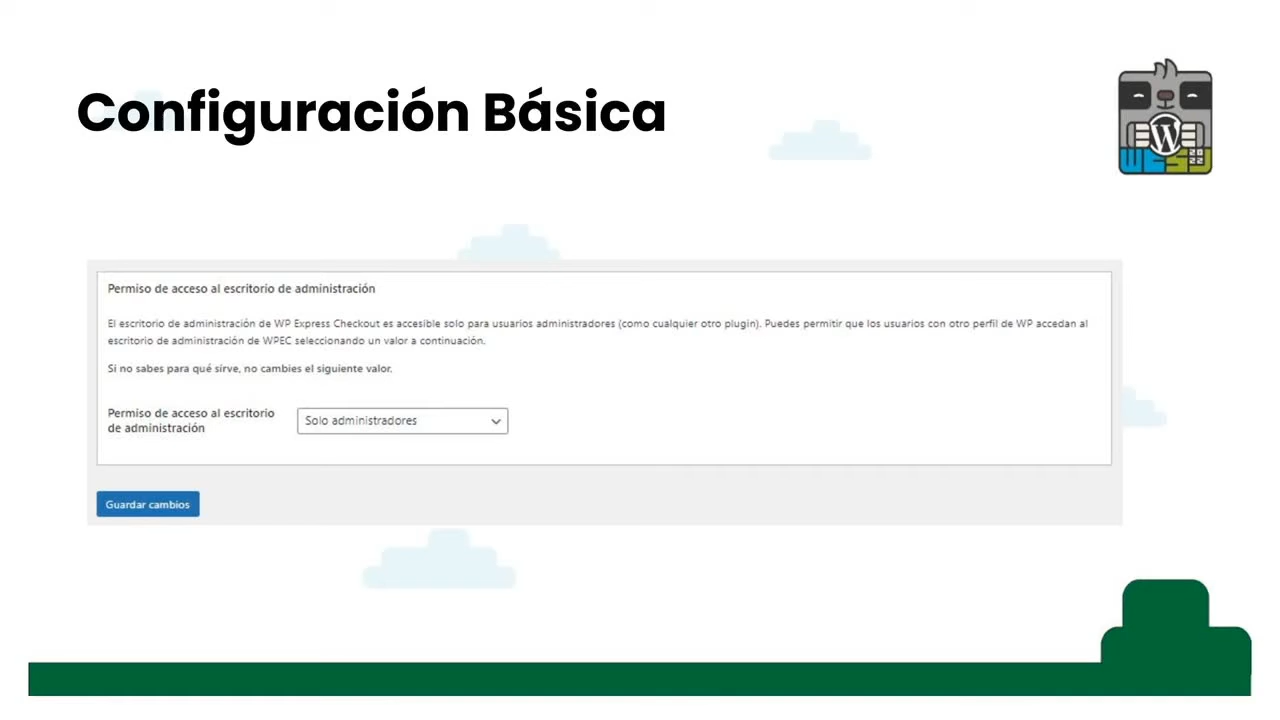 Configuración Básica
W
WESJ
Permiso de acceso al escritorio de administración
El escritorio de administración de WP Express Checkout es accesible solo para usuarios administradores (como cualquier otro plugin). Puedes permitir que los usuarios con otro perfil de WP accedan al
escritorio de administración de WPEC seleccionando un valor a continuación.
Si no sabes para qué sirve, no cambies el siguiente valor.
Permiso de acceso al escritorio
de administración
Solo administradores
Guardar cambios